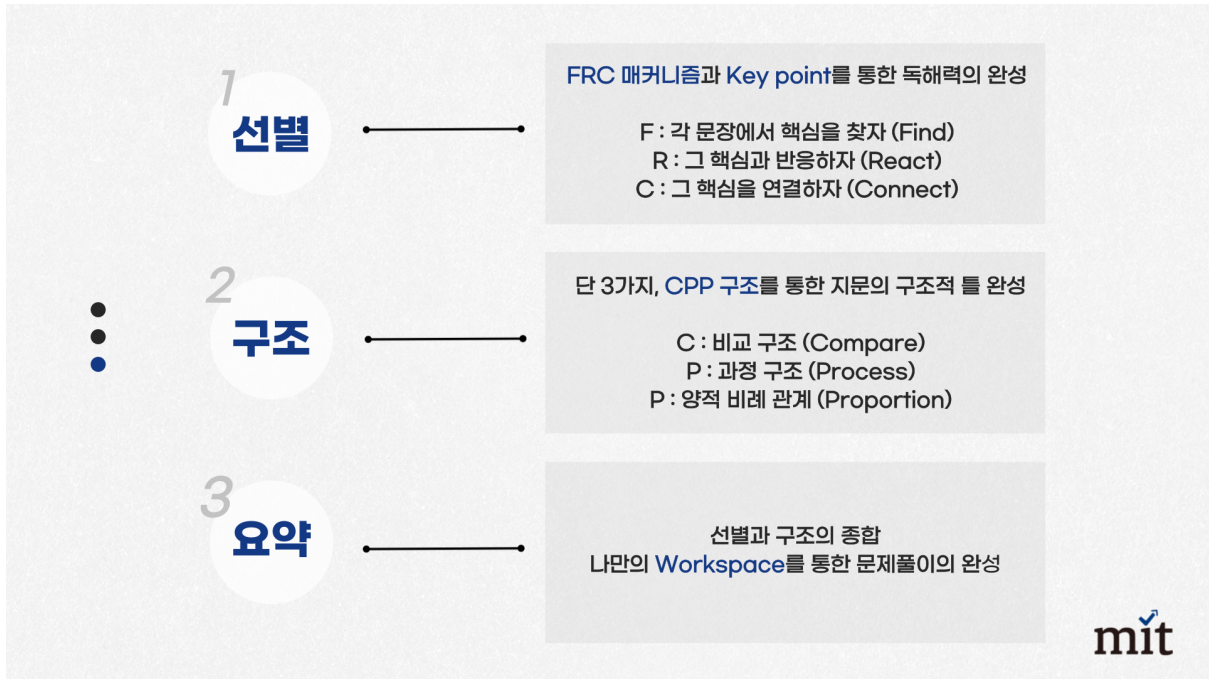 1
선별
FRC 매커니즘과 Key point를 통한 독해력의 완성
F : 각 문장에서 핵심을 찾자 (Find)
R : 그 핵심과 반응하자 (React)
C : 그 핵심을 연결하자 (Connect)
2
구조
단 3가지, CPP 구조를 통한 지문의 구조적 틀 완성
C : 비교 구조 (Compare)
P : 과정 구조 (Process)
P : 양적 비례 관계 (Proportion)
3
요약
선별과 구조의 종합
나만의 Workspace를 통한 문제풀이의 완성
mit